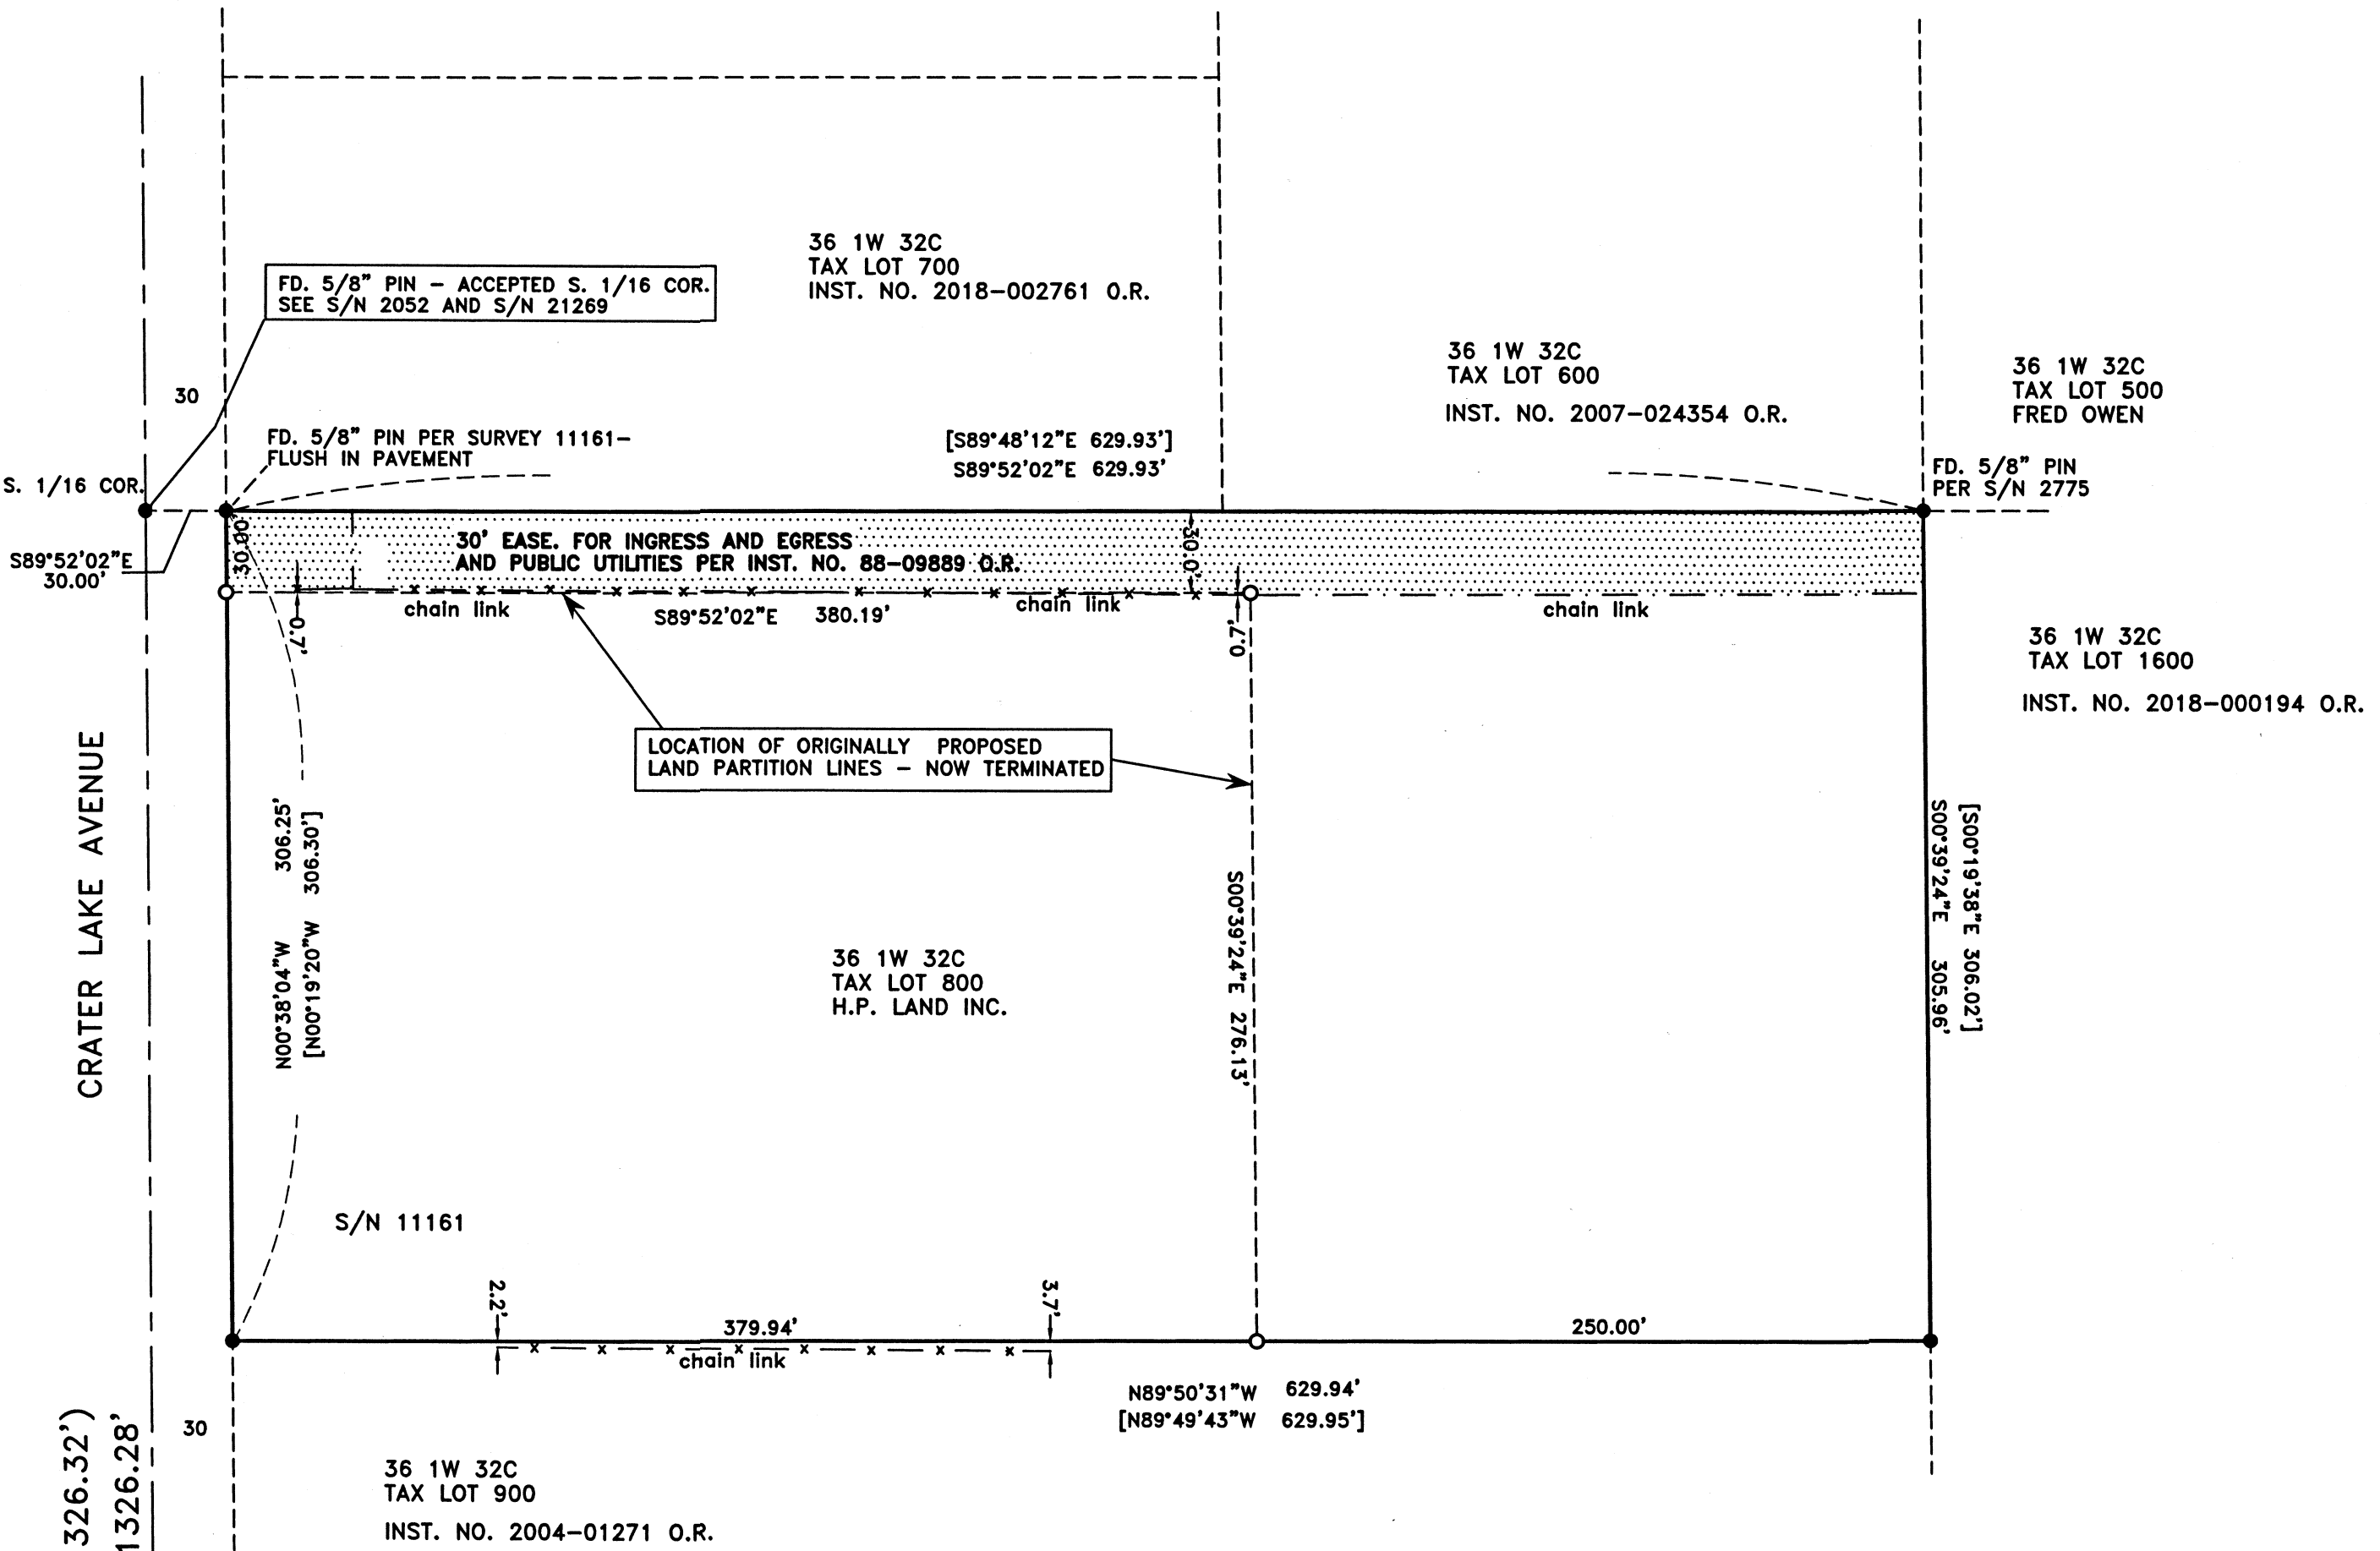 36 1W 32C
TAX LOT 700
INST. NO. 2018-002761 O.R.
FD. 5/8" PIN - ACCEPTED S. 1/16 COR.
SEE S/N 2052 AND S/N 21269
36 1W 32C
TAX LOT 600
INST. NO. 2007-024354 O.R.
36 1W 32C
TAX LOT 500
FRED OWEN
30
FD. 5/8" PIN PER SURVEY 11161-
FLUSH IN PAVEMENT
[S89°48'12"E 629.93']
S89°52'02"E 629.93'
FD. 5/8" PIN
PER S/N 2775
S. 1/16 COR.
S89°52'02"E
30.00'
30.00'
30' EASE. FOR INGRESS AND EGRESS
AND PUBLIC UTILITIES PER INST. NO. 88-09889 O.R.
30.0'
chain link
S89°52'02"E 380.19'
chain link
chain link
0.7'
0.7'
36 1W 32C
TAX LOT 1600
INST. NO. 2018-000194 O.R.
LOCATION OF ORIGINALLY PROPOSED
LAND PARTITION LINES - NOW TERMINATED
CRATER LAKE AVENUE
N00°38'04"W 306.25'
[N00°19'20"W 306.30']
36 1W 32C
TAX LOT 800
H.P. LAND INC.
S00°39'24"E 276.13'
[S00°19'38"E 306.02']
S00°39'24"E 305.96'
S/N 11161
2.2'
3.7'
379.94'
250.00'
chain link
N89°50'31"W 629.94'
[N89°49'43"W 629.95']
30
326.32')
1326.28'
36 1W 32C
TAX LOT 900
INST. NO. 2004-01271 O.R.